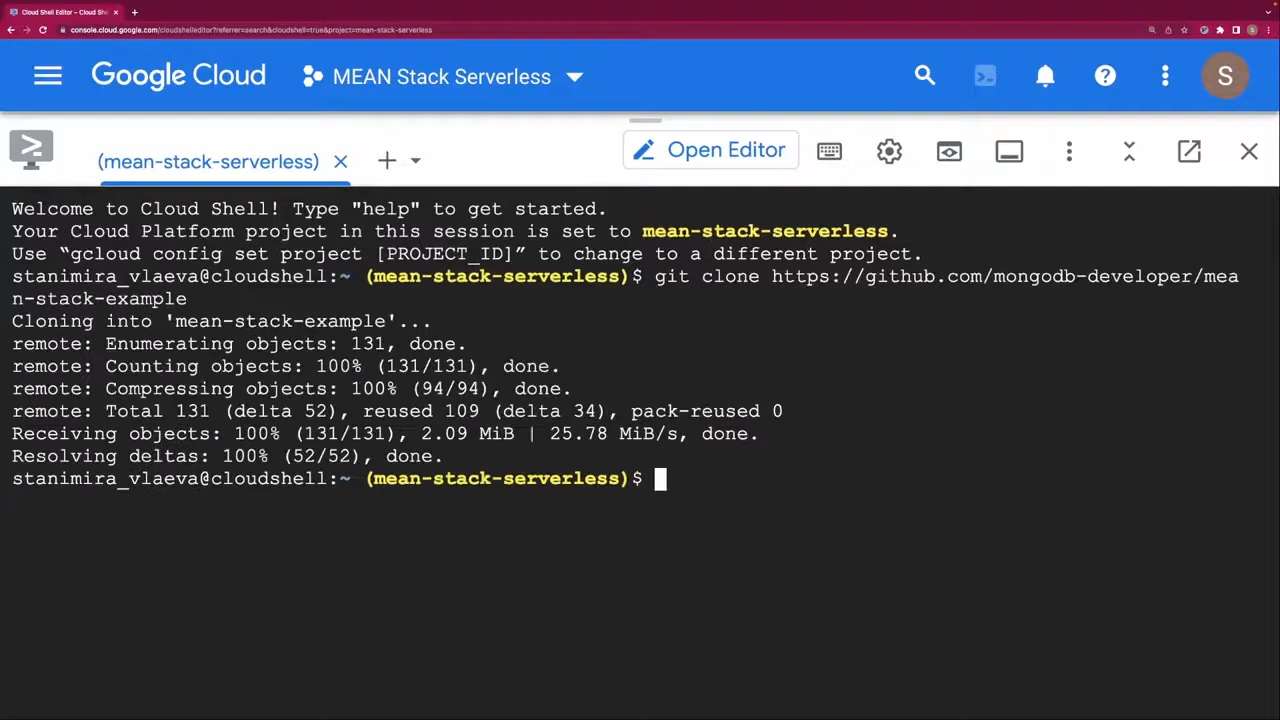 Cloud Shell Editor – Cloud She
console.cloud.google.com/cloudshelleditor?referrer=search&cloudshell=true&project=mean-stack-serverless
Google Cloud
MEAN Stack Serverless
S
(mean-stack-serverless)
Open Editor
Welcome to Cloud Shell! Type "help" to get started.
Your Cloud Platform project in this session is set to mean-stack-serverless.
Use “gcloud config set project [PROJECT_ID]” to change to a different project.
stanimira_vlaeva@cloudshell:~ (mean-stack-serverless)$ git clone https://github.com/mongodb-developer/mea
n-stack-example
Cloning into 'mean-stack-example'...
remote: Enumerating objects: 131, done.
remote: Counting objects: 100% (131/131), done.
remote: Compressing objects: 100% (94/94), done.
remote: Total 131 (delta 52), reused 109 (delta 34), pack-reused 0
Receiving objects: 100% (131/131), 2.09 MiB | 25.78 MiB/s, done.
Resolving deltas: 100% (52/52), done.
stanimira_vlaeva@cloudshell:~ (mean-stack-serverless)$